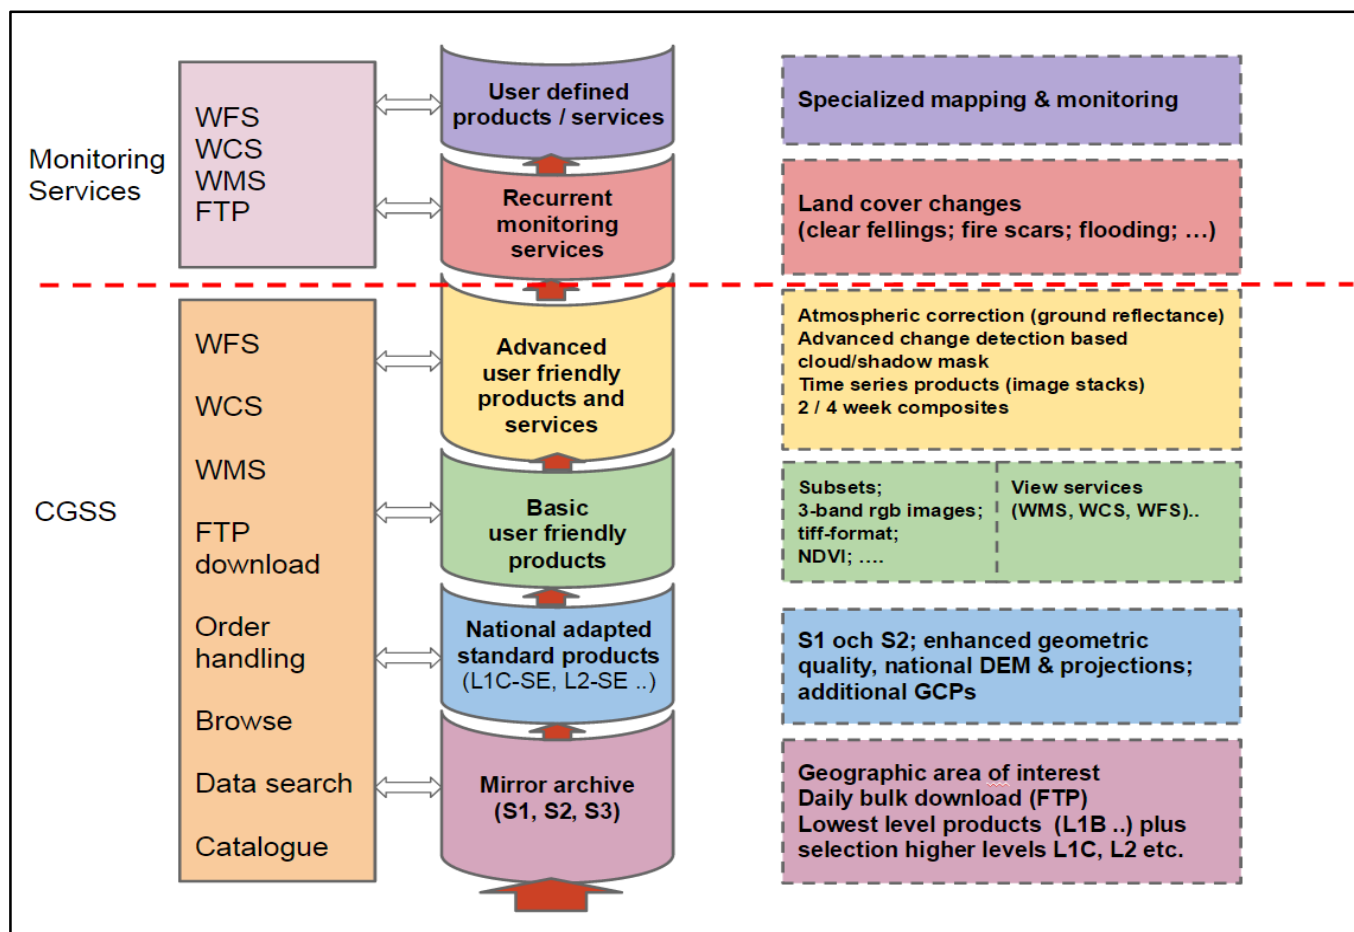 Monitoring
Services
WFS
WCS
WMS
FTP
User defined
products / services
Specialized mapping & monitoring
Recurrent
monitoring
services
Land cover changes
(clear fellings; fire scars; flooding; …)
CGSS
WFS
WCS
WMS
FTP
download
Order
handling
Browse
Data search
Catalogue
Advanced
user friendly
products and
services
Atmospheric correction (ground reflectance)
Advanced change detection based
cloud/shadow mask
Time series products (image stacks)
2 / 4 week composites
Basic
user friendly
products
Subsets;
3-band rgb images;
tiff-format;
NDVI; ….
View services
(WMS, WCS, WFS)..
National adapted
standard products
(L1C-SE, L2-SE ..)
S1 och S2; enhanced geometric
quality, national DEM & projections;
additional GCPs
Mirror archive
(S1, S2, S3)
Geographic area of interest
Daily bulk download (FTP)
Lowest level products (L1B ..) plus
selection higher levels L1C, L2 etc.